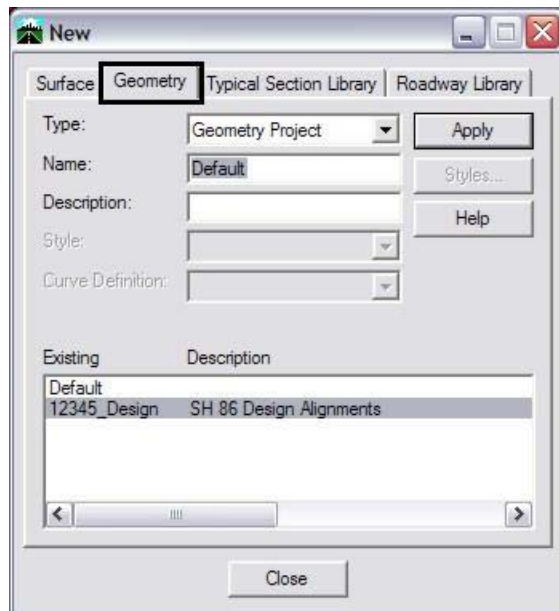 New
Surface Geometry Typical Section Library Roadway Library
Type: Geometry Project Apply
Name: Default Styles...
Description: Help
Style:
Curve Definition:
Existing Description
Default
12345_Design SH 86 Design Alignments
Close